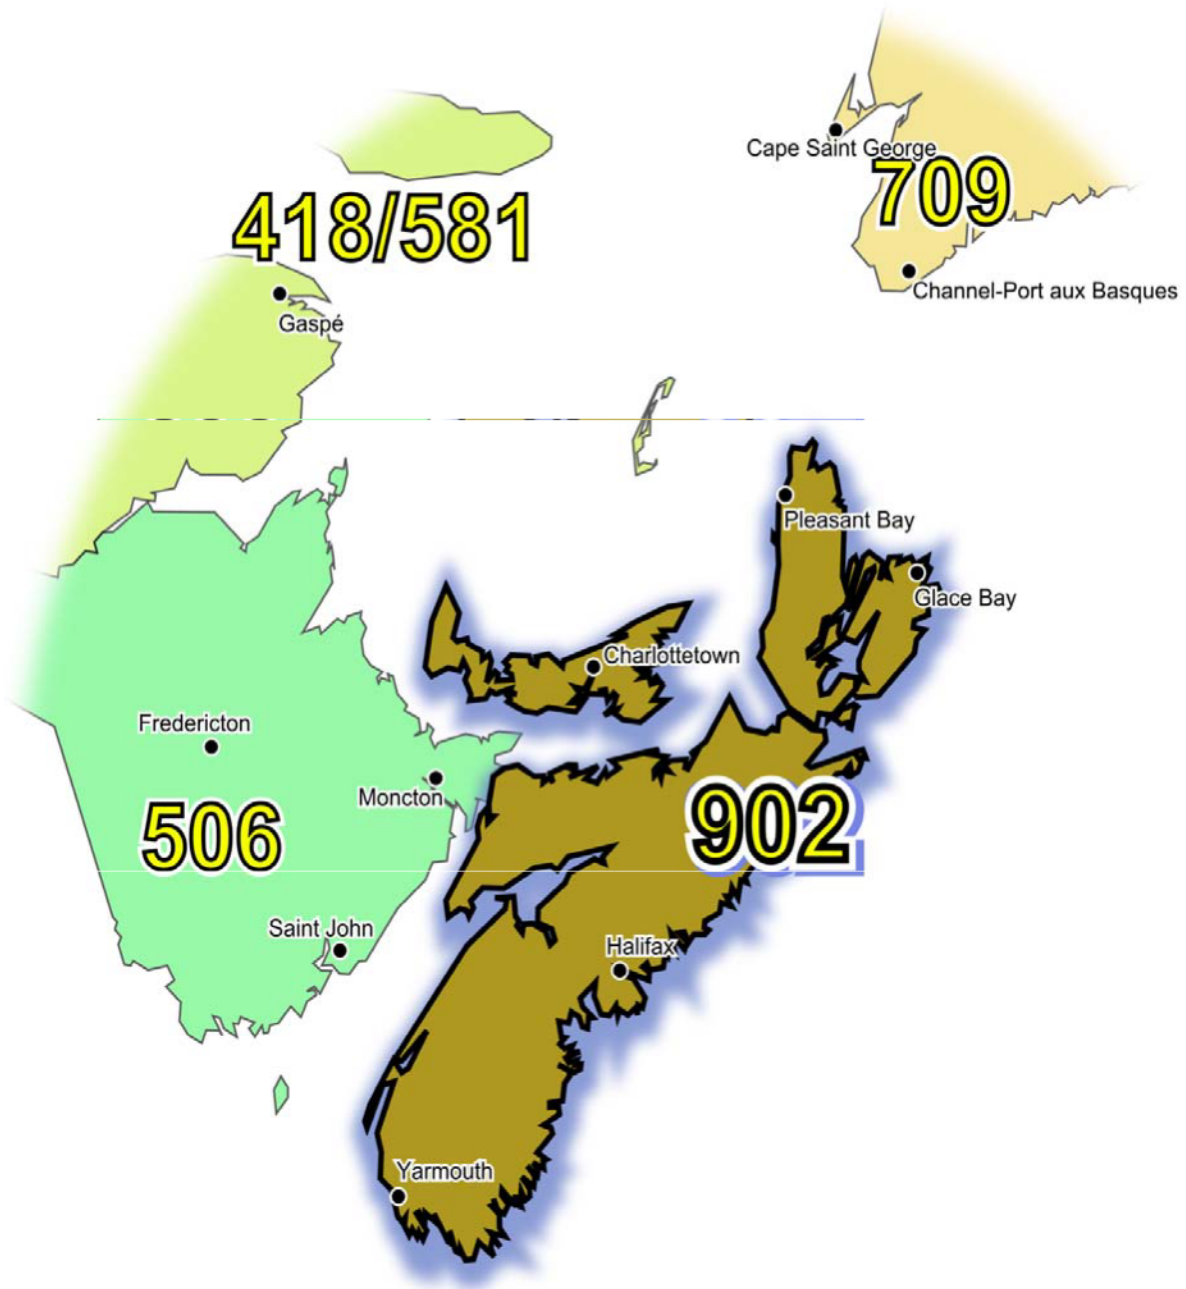 Cape Saint George
709
418/581
Channel-Port aux Basques
Gaspé
Pleasant Bay
Glace Bay
Charlottetown
Fredericton
Moncton
506
902
Saint John
Halifax
Yarmouth